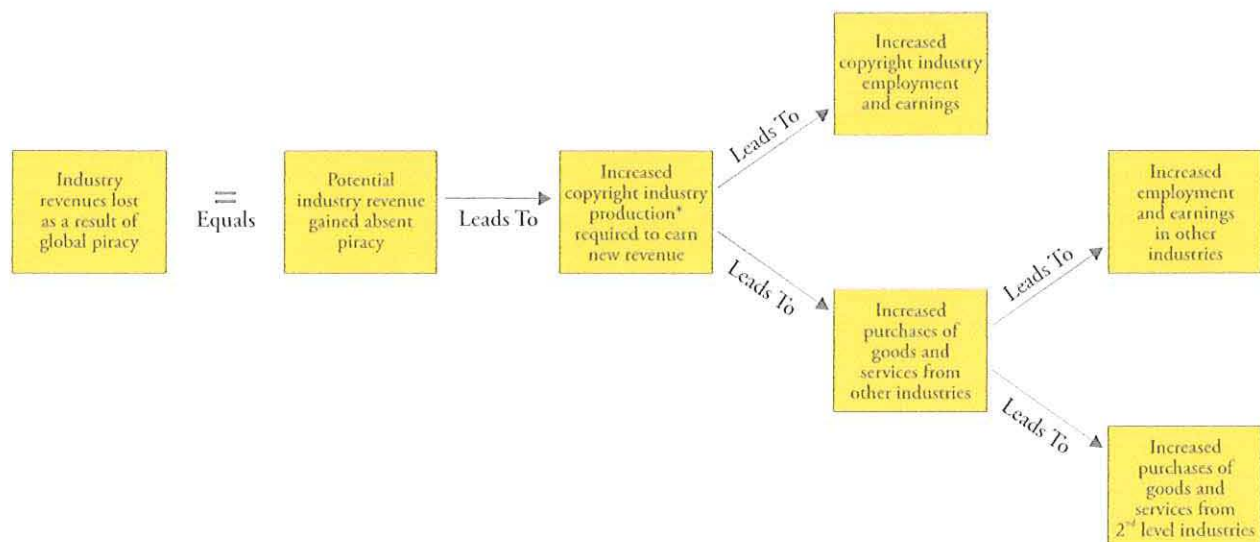 Industry
revenues lost
as a result of
global piracy
=
Equals
Potential
industry revenue
gained absent
piracy
Leads To
Increased
copyright industry
production*
required to earn
new revenue
Leads To
Increased
copyright industry
employment
and earnings
Leads To
Increased
purchases of
goods and
services from
other industries
Leads To
Increased
employment
and earnings
in other
industries
Leads To
Increased
purchases of
goods and
services from
2nd level industries